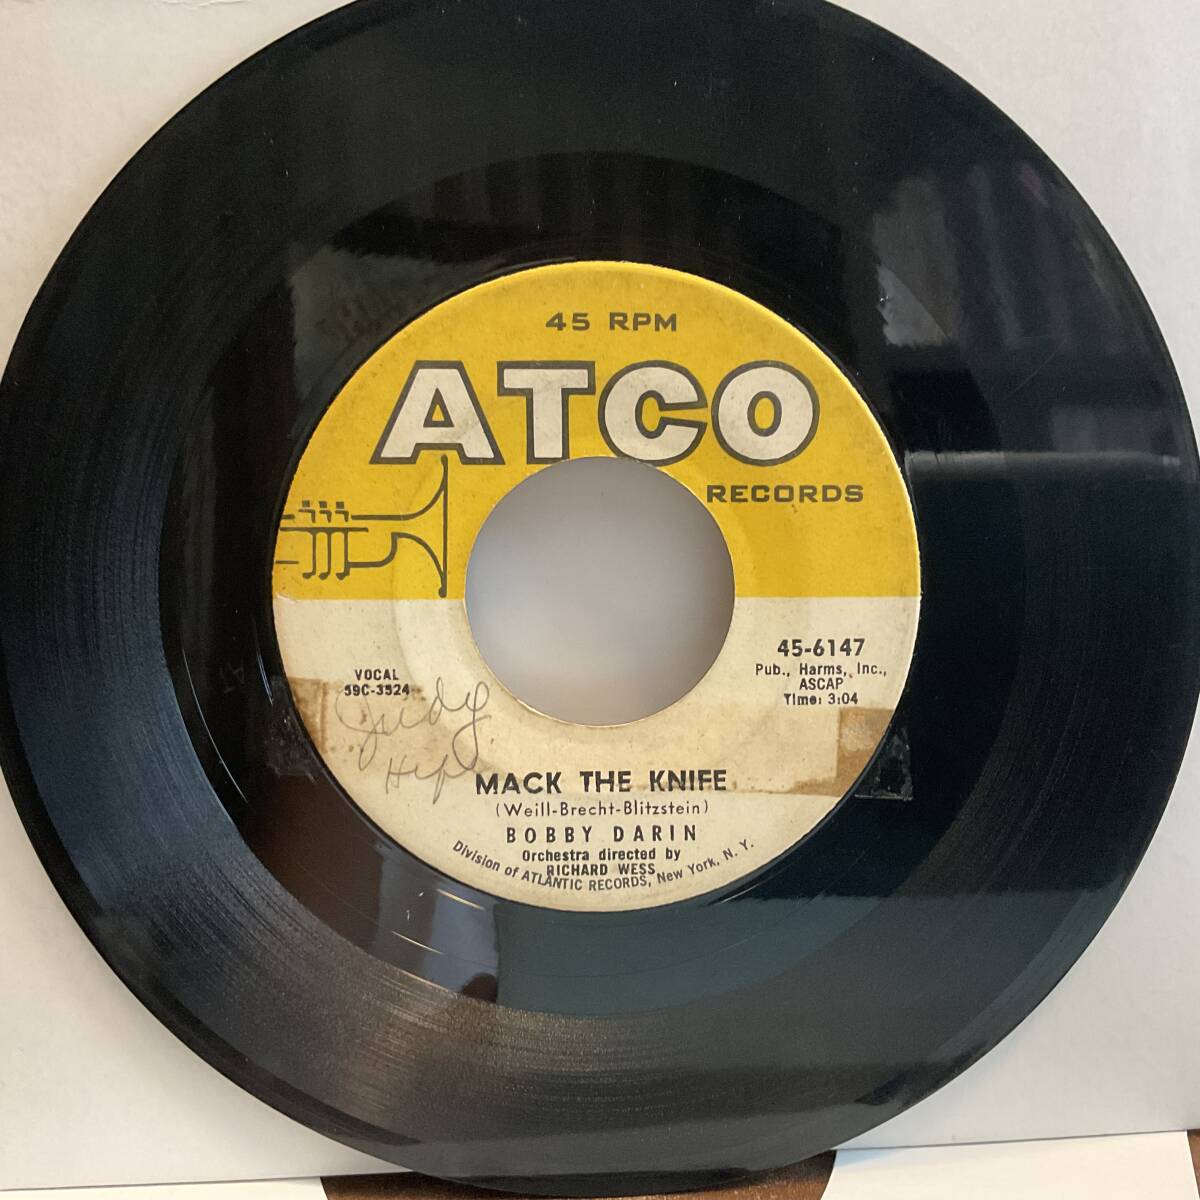 45 RPM
ATCO
RECORDS
45-6147
Pub., Harms, Inc.,
ASCAP
Time: 3:04
VOCAL
59C-3524
Judy
MACK THE KNIFE
(Weill-Brecht-Blitzstein)
BOBBY DARIN
Orchestra directed by
RICHARD WESS
Division of ATLANTIC RECORDS, New York, N. Y.